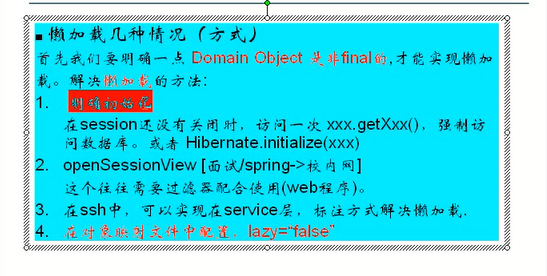 ■懒加载几种情况（方式）
首先我们要明确一点 Domain Object 是非final的,才能实现懒加
载。解决懒加载的方法:
1. 明确初始化
在session还没有关闭时，访问一次 xxx.getXxx()，强制访
问数据库。或者 Hibernate.initialize(xxx)
2. openSessionView [面试/spring->校内网]
这个往往需要过滤器配合使用(web程序)。
3. 在ssh中，可以实现在service层，标注方式解决懒加载.
4. 在对象映射文件中配置. lazy=“false”